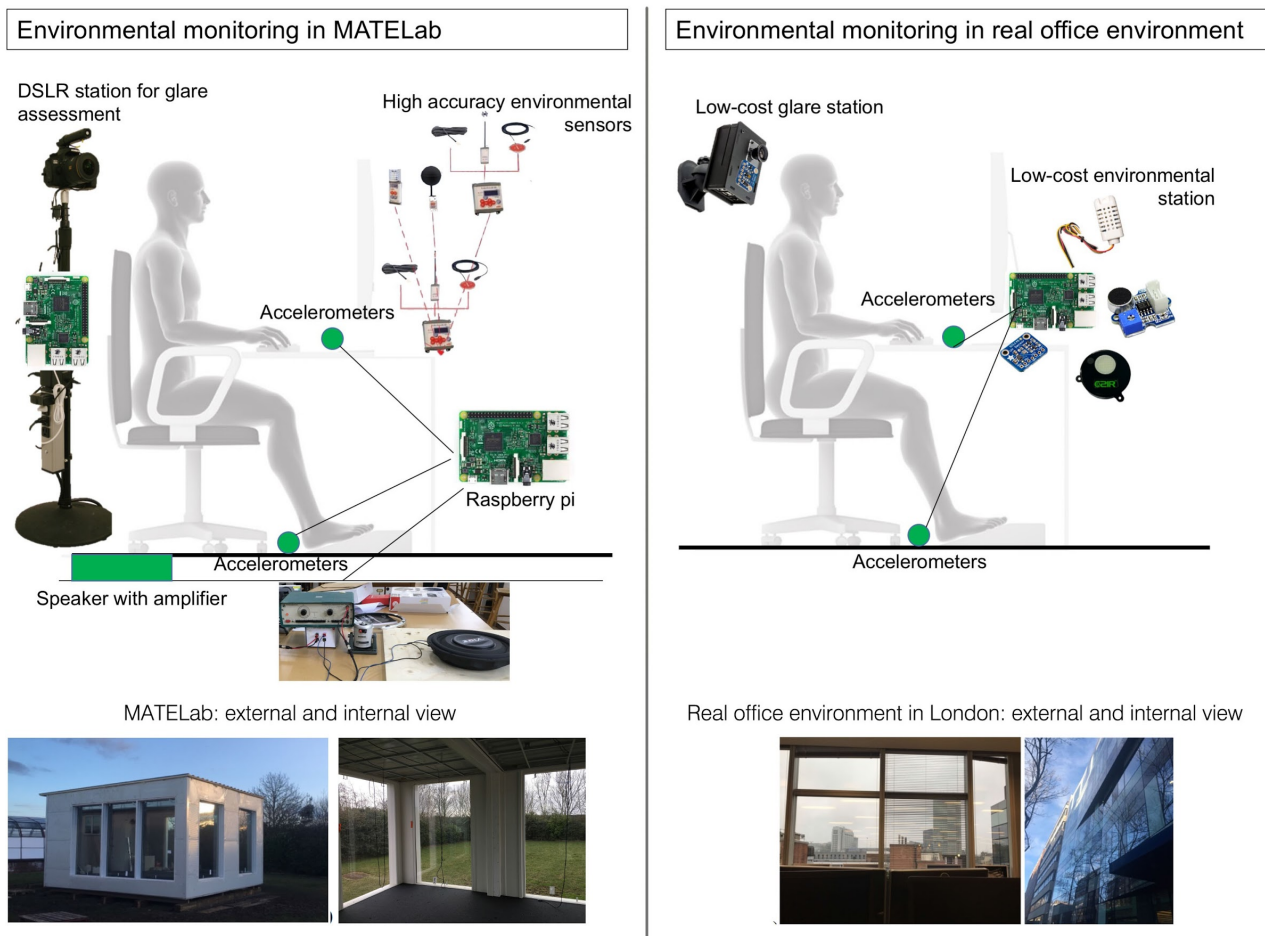 Environmental monitoring in MATELab
DSLR station for glare
assessment
High accuracy environmental
sensors
Accelerometers
Raspberry pi
Accelerometers
Speaker with amplifier
MATELab: external and internal view
)
Environmental monitoring in real office environment
Low-cost glare station
Low-cost environmental
station
Accelerometers
Accelerometers
Real office environment in London: external and internal view
)